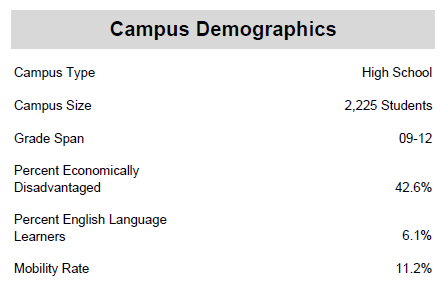 Campus Demographics
Campus Type High School
Campus Size 2,225 Students
Grade Span 09-12
Percent Economically
Disadvantaged 42.6%
Percent English Language
Learners 6.1%
Mobility Rate 11.2%